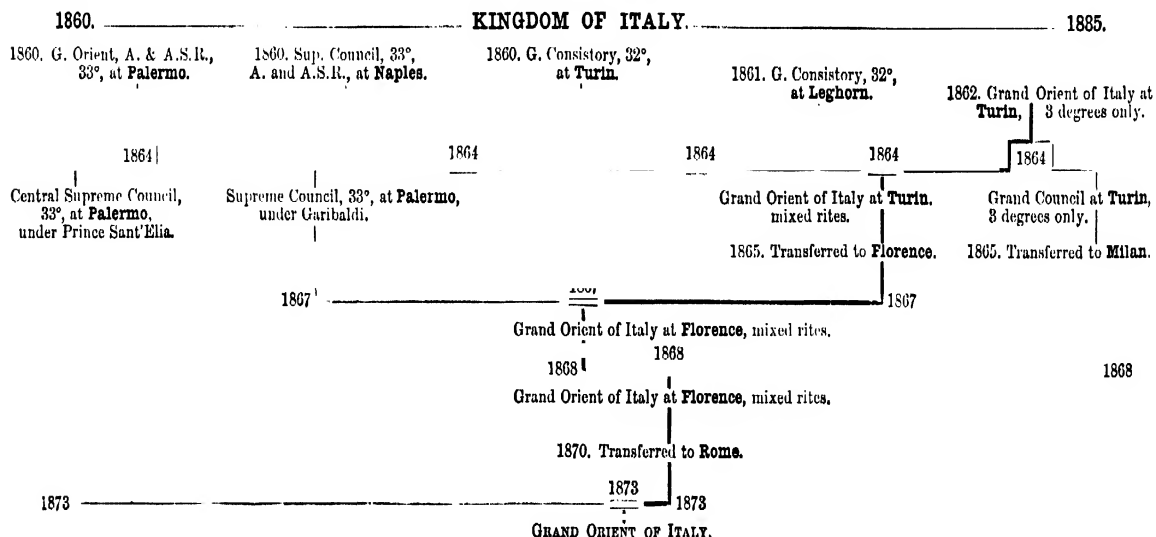 1860. KINGDOM OF ITALY. 1885.
1860. G. Orient, A. & A.S.R.,
33°, at Palermo.
1860. Sup. Council, 33°,
A. and A.S.R., at Naples.
1860. G. Consistory, 32°,
at Turin.
1861. G. Consistory, 32°,
at Leghorn.
1862. Grand Orient of Italy at
Turin, 3 degrees only.
1864 1864 1864 1864 1864
Central Supreme Council,
33°, at Palermo,
under Prince Sant'Elia.
Supreme Council, 33°, at Palermo,
under Garibaldi.
Grand Orient of Italy at Turin.
mixed rites.
Grand Council at Turin,
3 degrees only.
1865. Transferred to Florence.
1865. Transferred to Milan.
1867 1867 1867
Grand Orient of Italy at Florence, mixed rites.
1868
1868 1868
Grand Orient of Italy at Florence, mixed rites.
1870. Transferred to Rome.
1873 1873 1873
GRAND ORIENT OF ITALY.